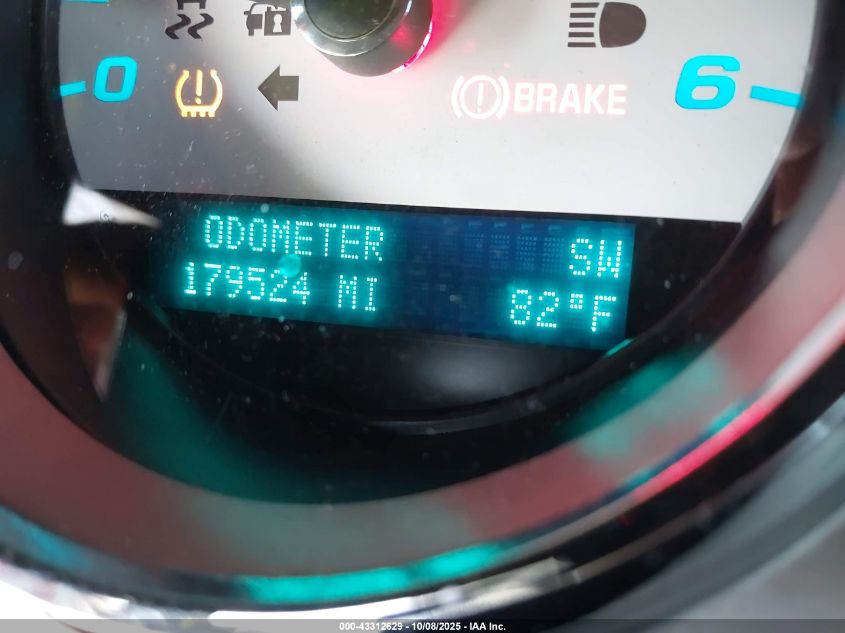 0
BRAKE
6
ODOMETER
SW
179524 MI
82°F
000-43312629 - 10/08/2025 - IAA Inc.